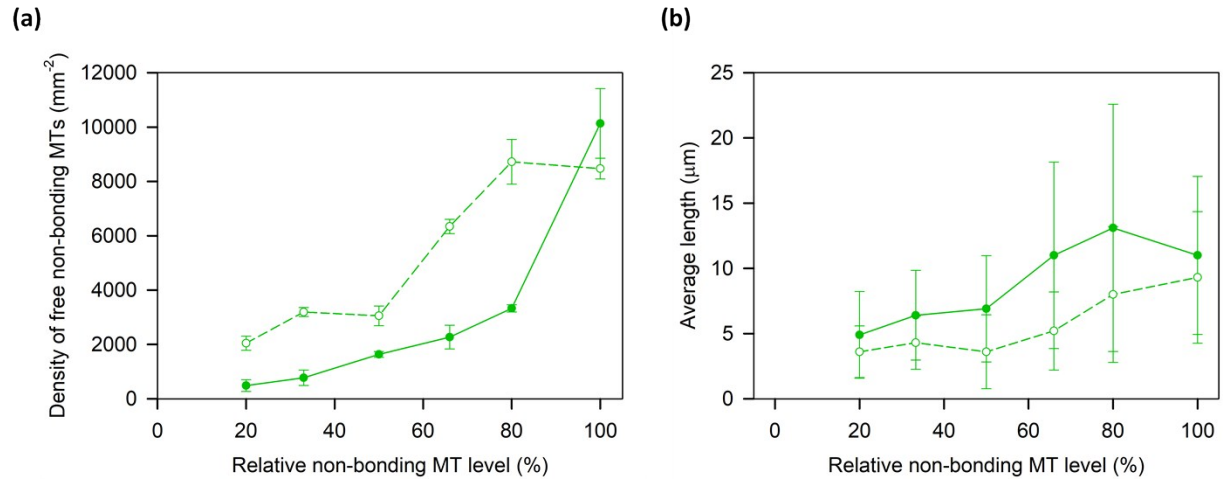 (a)
Density of free non-bonding MTs (mm⁻²)
12000
10000
8000
6000
4000
2000
0
0 20 40 60 80 100
Relative non-bonding MT level (%)
(b)
Average length (μm)
25
20
15
10
5
0
0 20 40 60 80 100
Relative non-bonding MT level (%)